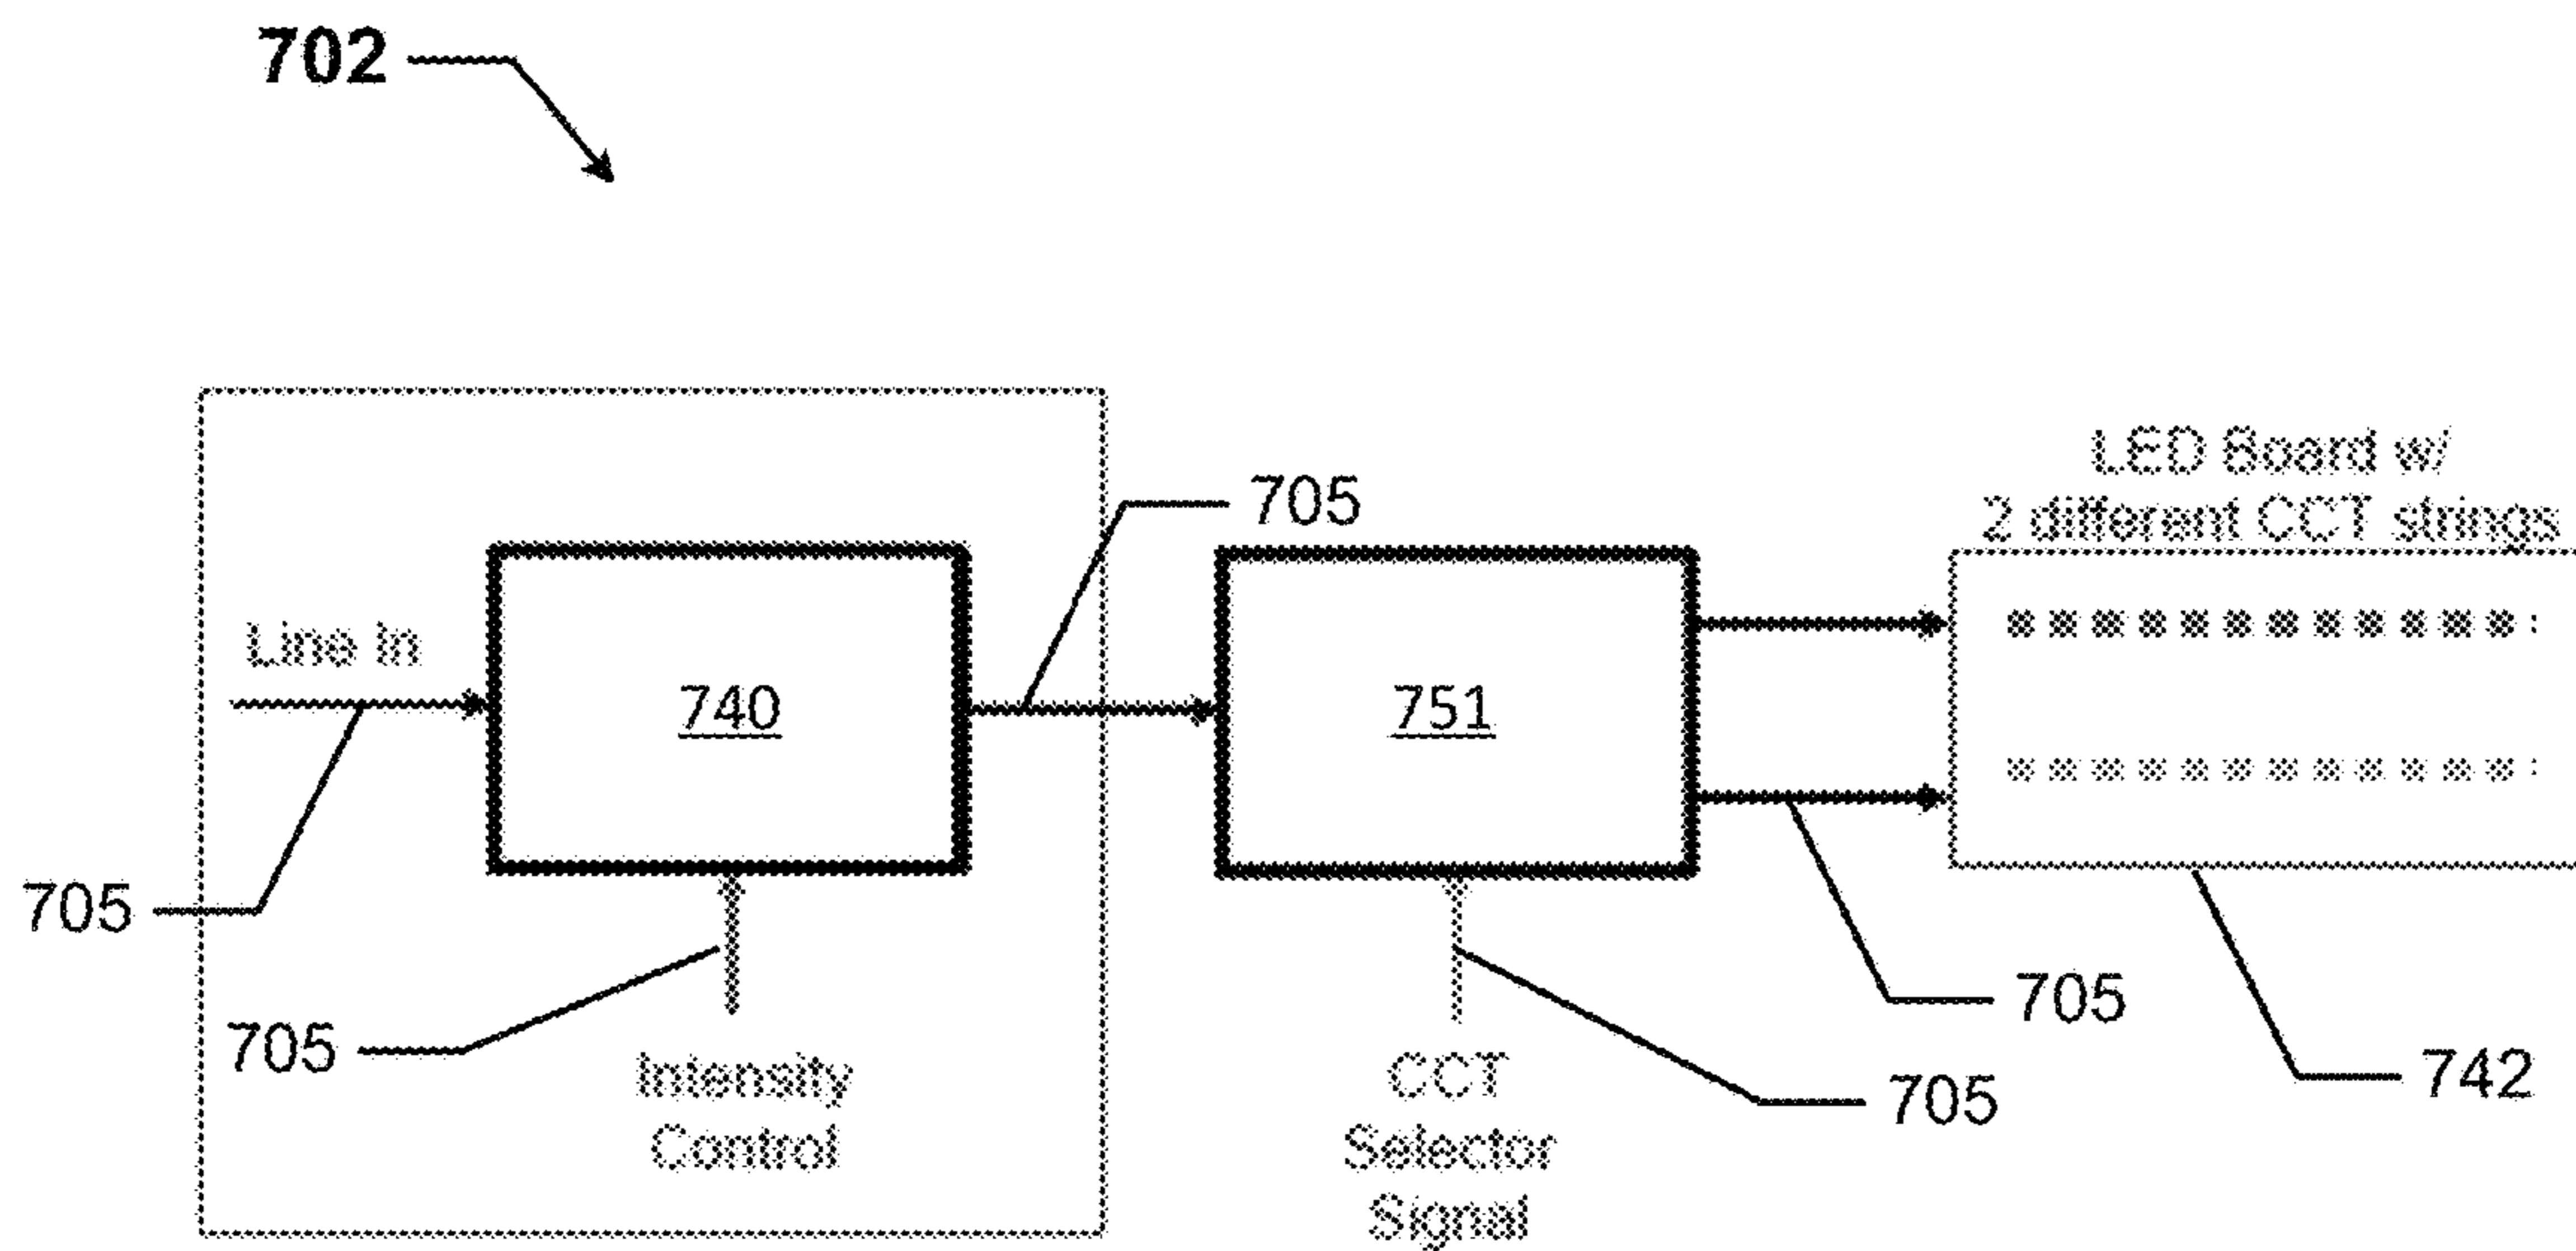 702
LED Board w/
2 different CCT strings
705
Line In
740
751
705
705
Intensity
Control
CCT
Selector
Signal
705
705
742